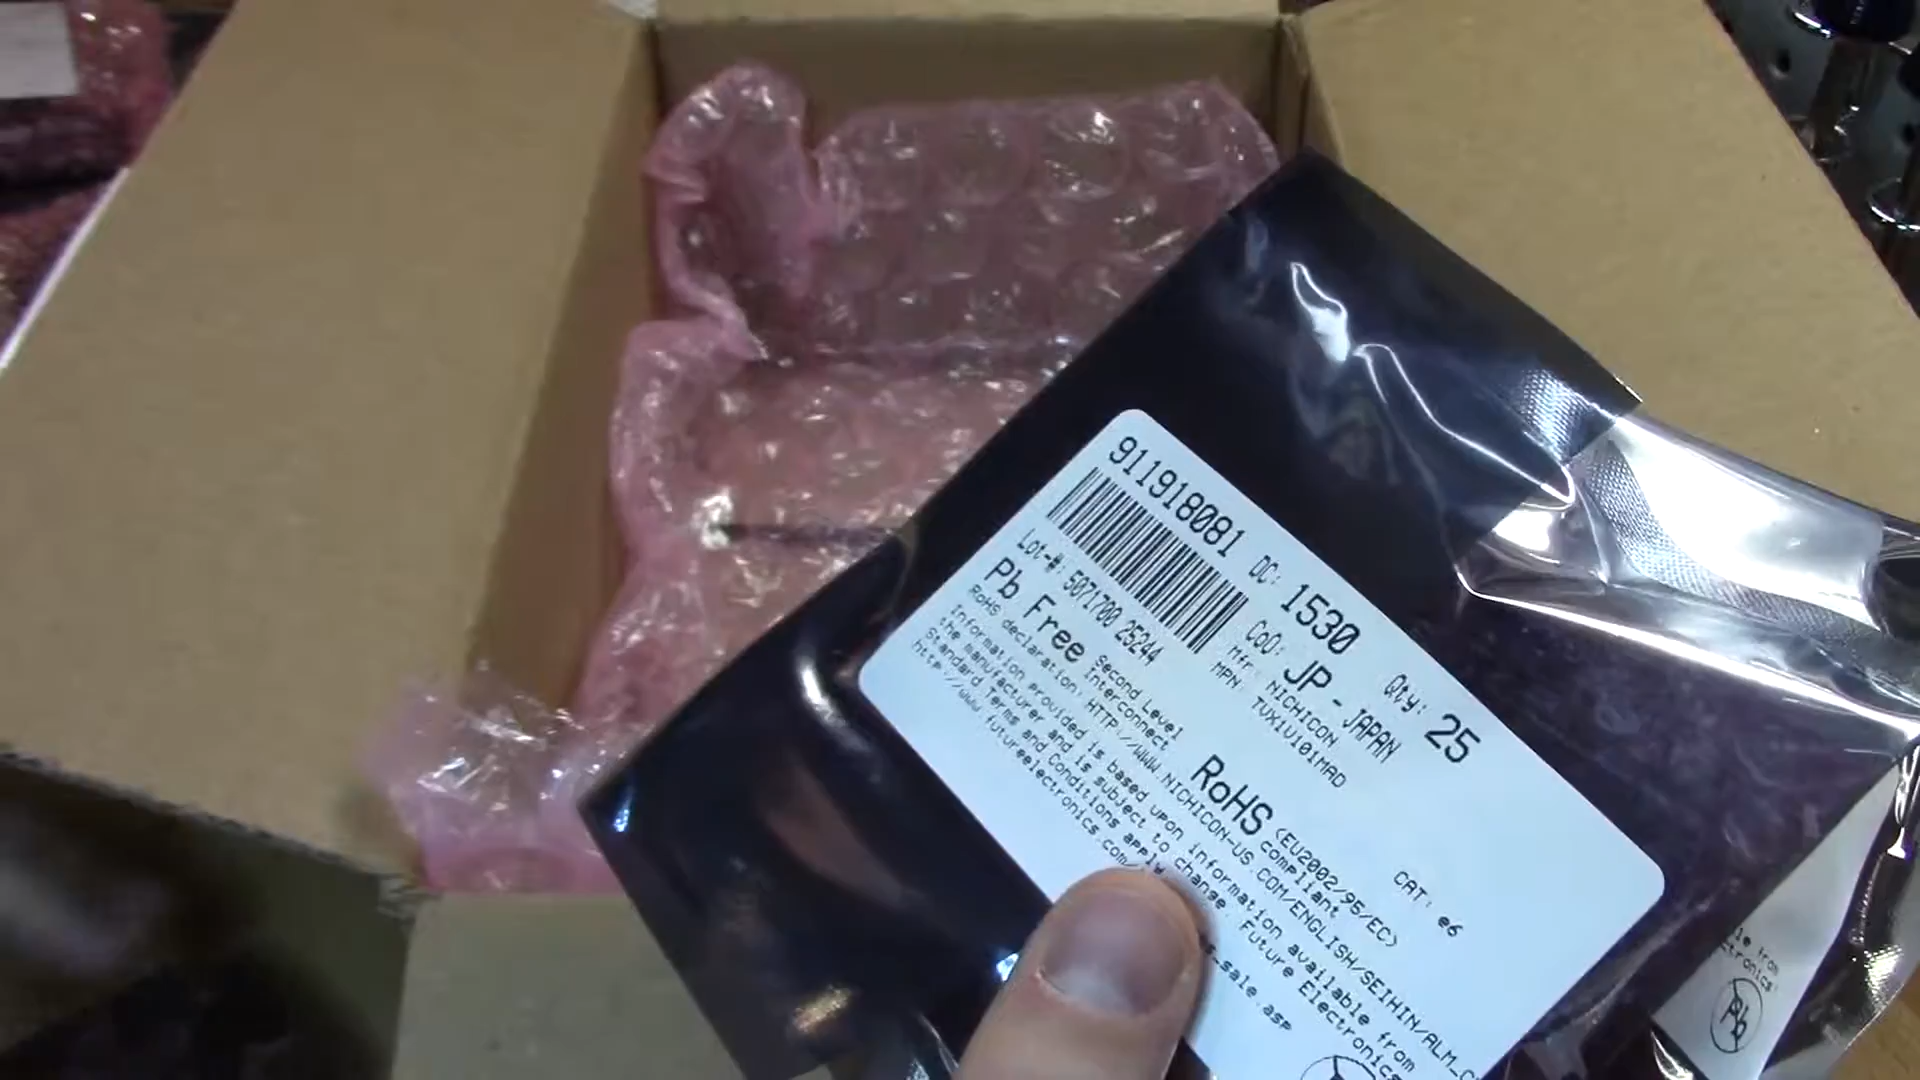 911918081
DC: 1530
Qty: 25
Lot-#: 5071700 25244
CoO: JP - JAPAN
Mfr: NICHICON
MPN: TUX1V101MAD
Pb Free Second Level Interconnect
RoHS (EU2002/95/EC) compliant
CAT: e6
RoHS declaration: HTTP://WWW.NICHICON-US.COM/ENGLISH/SEIHIN/ALM_
Information provided is based upon information available from
the manufacturer and is subject to change. Future Electronics
Standard Terms and Conditions apply
http://www.futureelectronics.com/ s_sale.asp
Pb